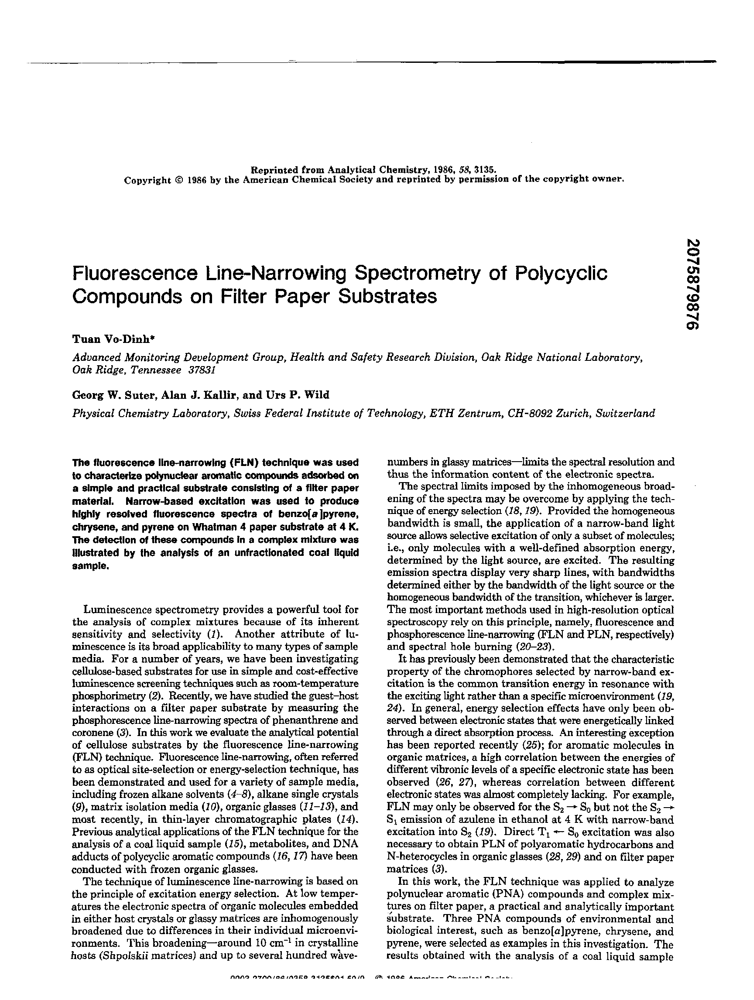 Reprinted from Analytical Chemistry, 1986, 58, 3135.
Copyright © 1986 by the American Chemical Society and reprinted by permission of the copyright owner.
2075879876
Fluorescence Line-Narrowing Spectrometry of Polycyclic
Compounds on Filter Paper Substrates
Tuan Vo-Dinh*
Advanced Monitoring Development Group, Health and Safety Research Division, Oak Ridge National Laboratory,
Oak Ridge, Tennessee 37831
Georg W. Suter, Alan J. Kallir, and Urs P. Wild
Physical Chemistry Laboratory, Swiss Federal Institute of Technology, ETH Zentrum, CH-8092 Zurich, Switzerland
The fluorescence line-narrowing (FLN) technique was used
to characterize polynuclear aromatic compounds adsorbed on
a simple and practical substrate consisting of a filter paper
material. Narrow-based excitation was used to produce
highly resolved fluorescence spectra of benzo[a]pyrene,
chrysene, and pyrene on Whatman 4 paper substrate at 4 K.
The detection of these compounds in a complex mixture was
illustrated by the analysis of an unfractionated coal liquid
sample.
Luminescence spectrometry provides a powerful tool for
the analysis of complex mixtures because of its inherent
sensitivity and selectivity (1). Another attribute of lu-
minescence is its broad applicability to many types of sample
media. For a number of years, we have been investigating
cellulose-based substrates for use in simple and cost-effective
luminescence screening techniques such as room-temperature
phosphorimetry (2). Recently, we have studied the guest-host
interactions on a filter paper substrate by measuring the
phosphorescence line-narrowing spectra of phenanthrene and
coronene (3). In this work we evaluate the analytical potential
of cellulose substrates by the fluorescence line-narrowing
(FLN) technique. Fluorescence line-narrowing, often referred
to as optical site-selection or energy-selection technique, has
been demonstrated and used for a variety of sample media,
including frozen alkane solvents (4–8), alkane single crystals
(9), matrix isolation media (10), organic glasses (11–13), and
most recently, in thin-layer chromatographic plates (14).
Previous analytical applications of the FLN technique for the
analysis of a coal liquid sample (15), metabolites, and DNA
adducts of polycyclic aromatic compounds (16, 17) have been
conducted with frozen organic glasses.
The technique of luminescence line-narrowing is based on
the principle of excitation energy selection. At low temper-
atures the electronic spectra of organic molecules embedded
in either host crystals or glassy matrices are inhomogenously
broadened due to differences in their individual microenvi-
ronments. This broadening—around 10 cm⁻¹ in crystalline
hosts (Shpolskii matrices) and up to several hundred wave-
numbers in glassy matrices—limits the spectral resolution and
thus the information content of the electronic spectra.
The spectral limits imposed by the inhomogeneous broad-
ening of the spectra may be overcome by applying the tech-
nique of energy selection (18, 19). Provided the homogeneous
bandwidth is small, the application of a narrow-band light
source allows selective excitation of only a subset of molecules;
i.e., only molecules with a well-defined absorption energy,
determined by the light source, are excited. The resulting
emission spectra display very sharp lines, with bandwidths
determined either by the bandwidth of the light source or the
homogeneous bandwidth of the transition, whichever is larger.
The most important methods used in high-resolution optical
spectroscopy rely on this principle, namely, fluorescence and
phosphorescence line-narrowing (FLN and PLN, respectively)
and spectral hole burning (20–23).
It has previously been demonstrated that the characteristic
property of the chromophores selected by narrow-band ex-
citation is the common transition energy in resonance with
the exciting light rather than a specific microenvironment (19,
24). In general, energy selection effects have only been ob-
served between electronic states that were energetically linked
through a direct absorption process. An interesting exception
has been reported recently (25); for aromatic molecules in
organic matrices, a high correlation between the energies of
different vibronic levels of a specific electronic state has been
observed (26, 27), whereas correlation between different
electronic states was almost completely lacking. For example,
FLN may only be observed for the S₂ → S₀ but not the S₂ →
S₁ emission of azulene in ethanol at 4 K with narrow-band
excitation into S₂ (19). Direct T₁ ← S₀ excitation was also
necessary to obtain PLN of polyaromatic hydrocarbons and
N-heterocycles in organic glasses (28, 29) and on filter paper
matrices (3).
In this work, the FLN technique was applied to analyze
polynuclear aromatic (PNA) compounds and complex mix-
tures on filter paper, a practical and analytically important
substrate. Three PNA compounds of environmental and
biological interest, such as benzo[a]pyrene, chrysene, and
pyrene, were selected as examples in this investigation. The
results obtained with the analysis of a coal liquid sample